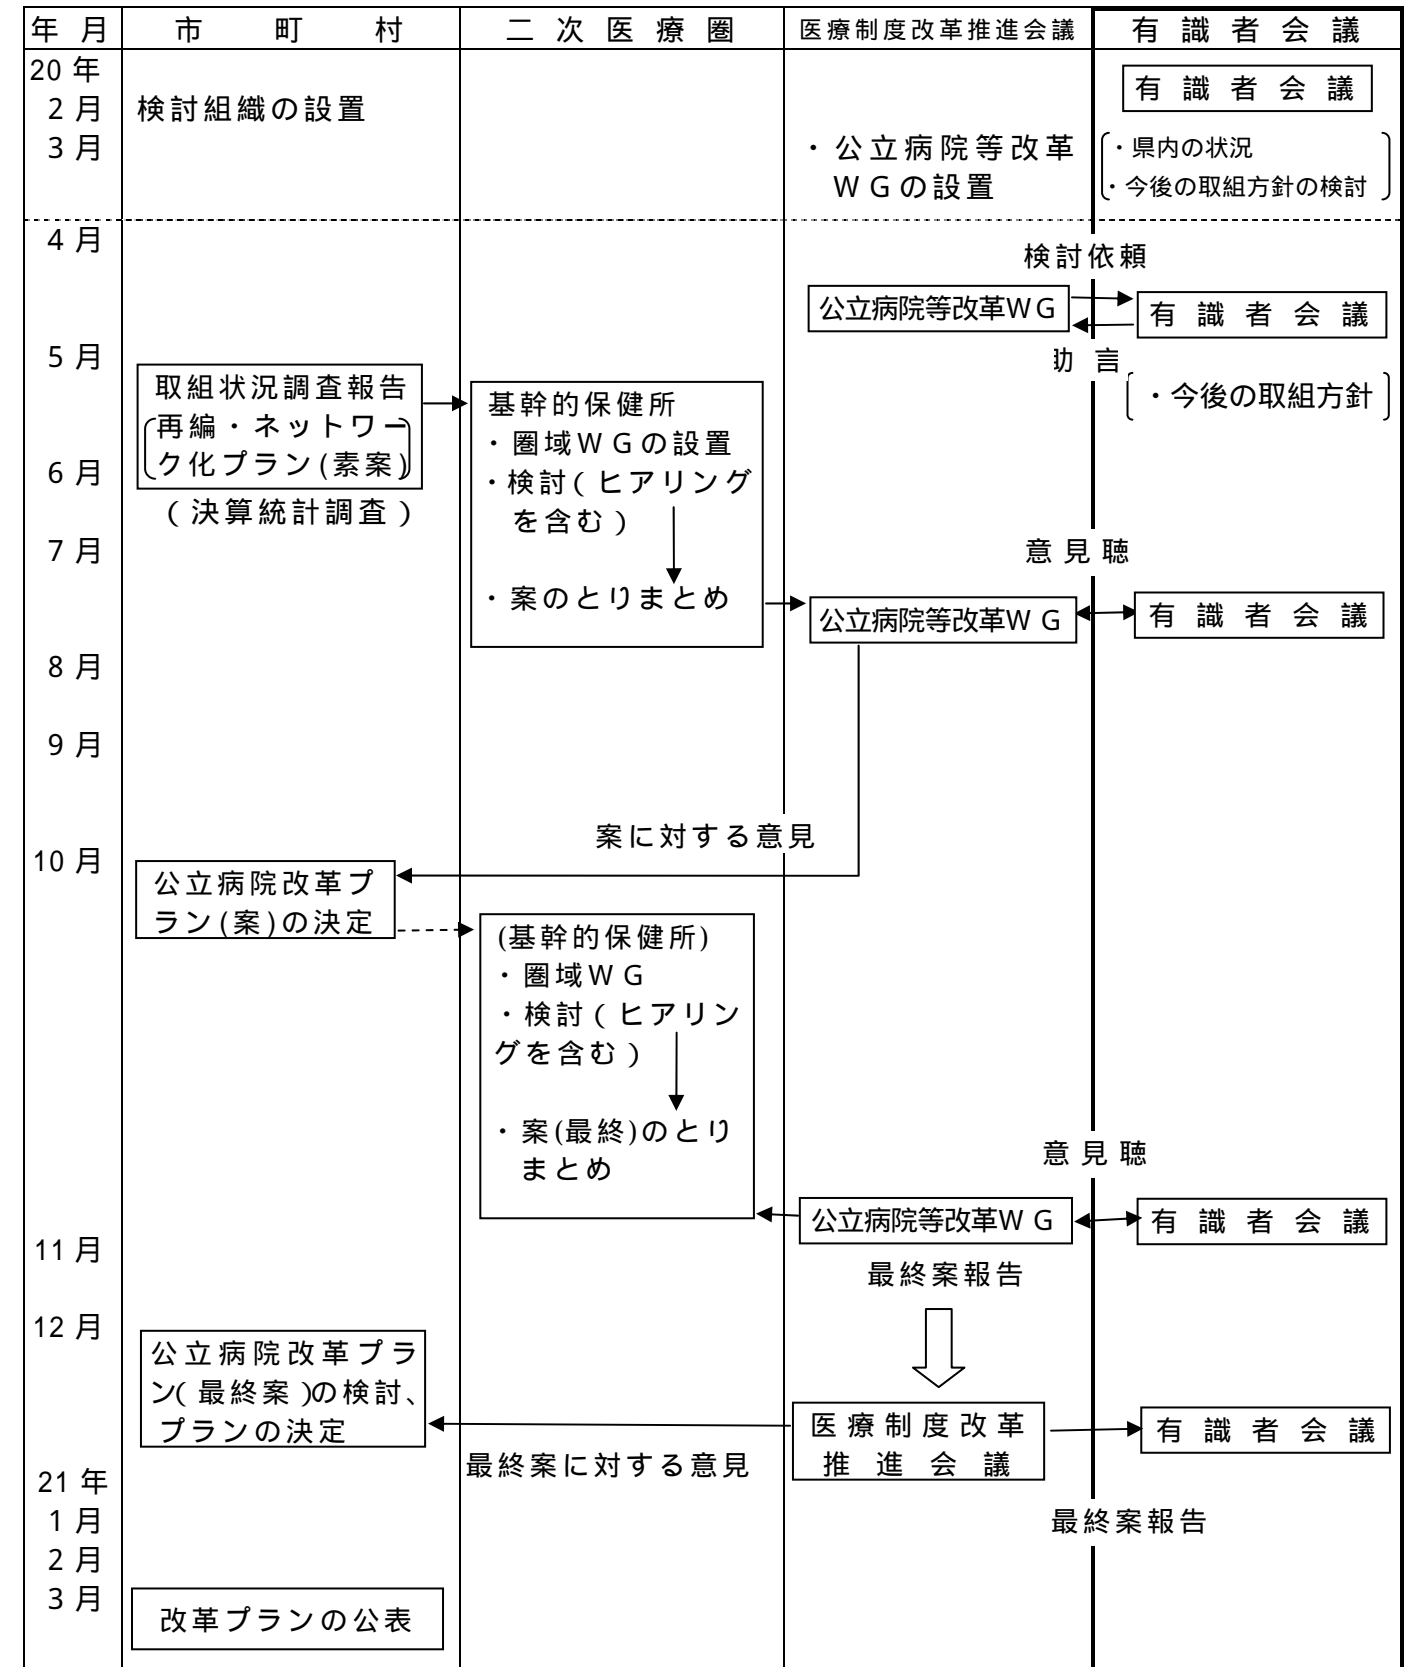 年 月 市 町 村 二次医療圏 医療制度改革推進会議 有識者会議
20年
2月 検討組織の設置
3月
有識者会議
・公立病院等改革
WGの設置
・県内の状況
・今後の取組方針の検討
4月
検討依頼
公立病院等改革WG
有識者会議
助言
・今後の取組方針
5月
取組状況調査報告
再編・ネットワー
ク化プラン(素案)
(決算統計調査)
6月
基幹的保健所
・圏域WGの設置
・検討(ヒアリング
を含む)
・案のとりまとめ
7月
意見聴
公立病院等改革WG
有識者会議
8月
9月
案に対する意見
10月
公立病院改革プ
ラン(案)の決定
(基幹的保健所)
・圏域WG
・検討(ヒアリン
グを含む)
・案(最終)のとり
まとめ
意見聴
公立病院等改革WG
有識者会議
11月
最終案報告
12月
公立病院改革プラ
ン(最終案)の検討、
プランの決定
医療制度改革
推進会議
有識者会議
最終案に対する意見
21年
1月
最終案報告
2月
3月
改革プランの公表